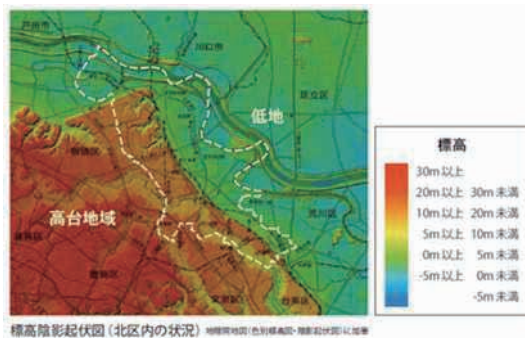 戸田市
川口市
足立区
低地
板橋区
荒川区
高台地域
練馬区
豊島区
文京区
台東区
標高
30m以上
20m以上 30m未満
10m以上 20m未満
5m以上 10m未満
0m以上 5m未満
-5m以上 0m未満
-5m未満
標高陰影起伏図（北区内の状況） 地理院地図（色別標高図・陰影起伏図）に加筆